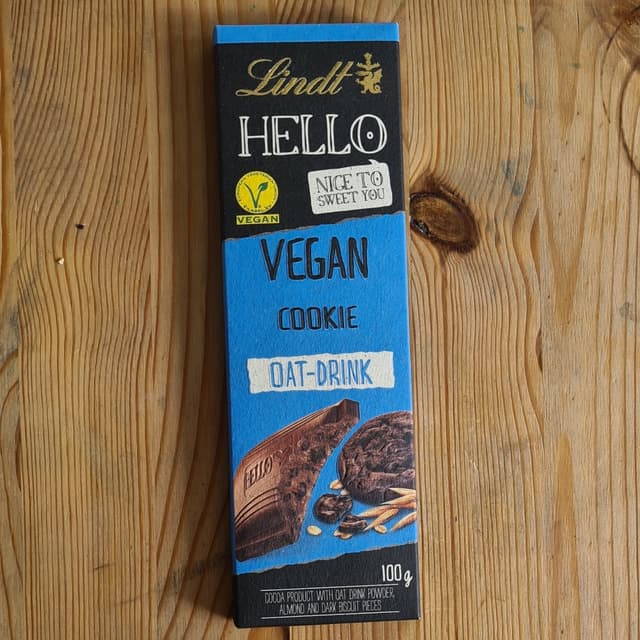 Lindt
HELLO
NICE TO
SWEET YOU
VEGAN
VEGAN
COOKIE
OAT-DRINK
HELLO
100 g
COCOA PRODUCT WITH OAT DRINK POWDER,
ALMOND AND DARK BISCUIT PIECES